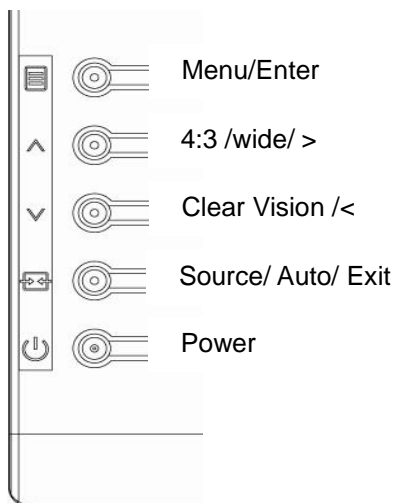 Menu/Enter
4:3 /wide/ >
Clear Vision /<
Source/ Auto/ Exit
Power